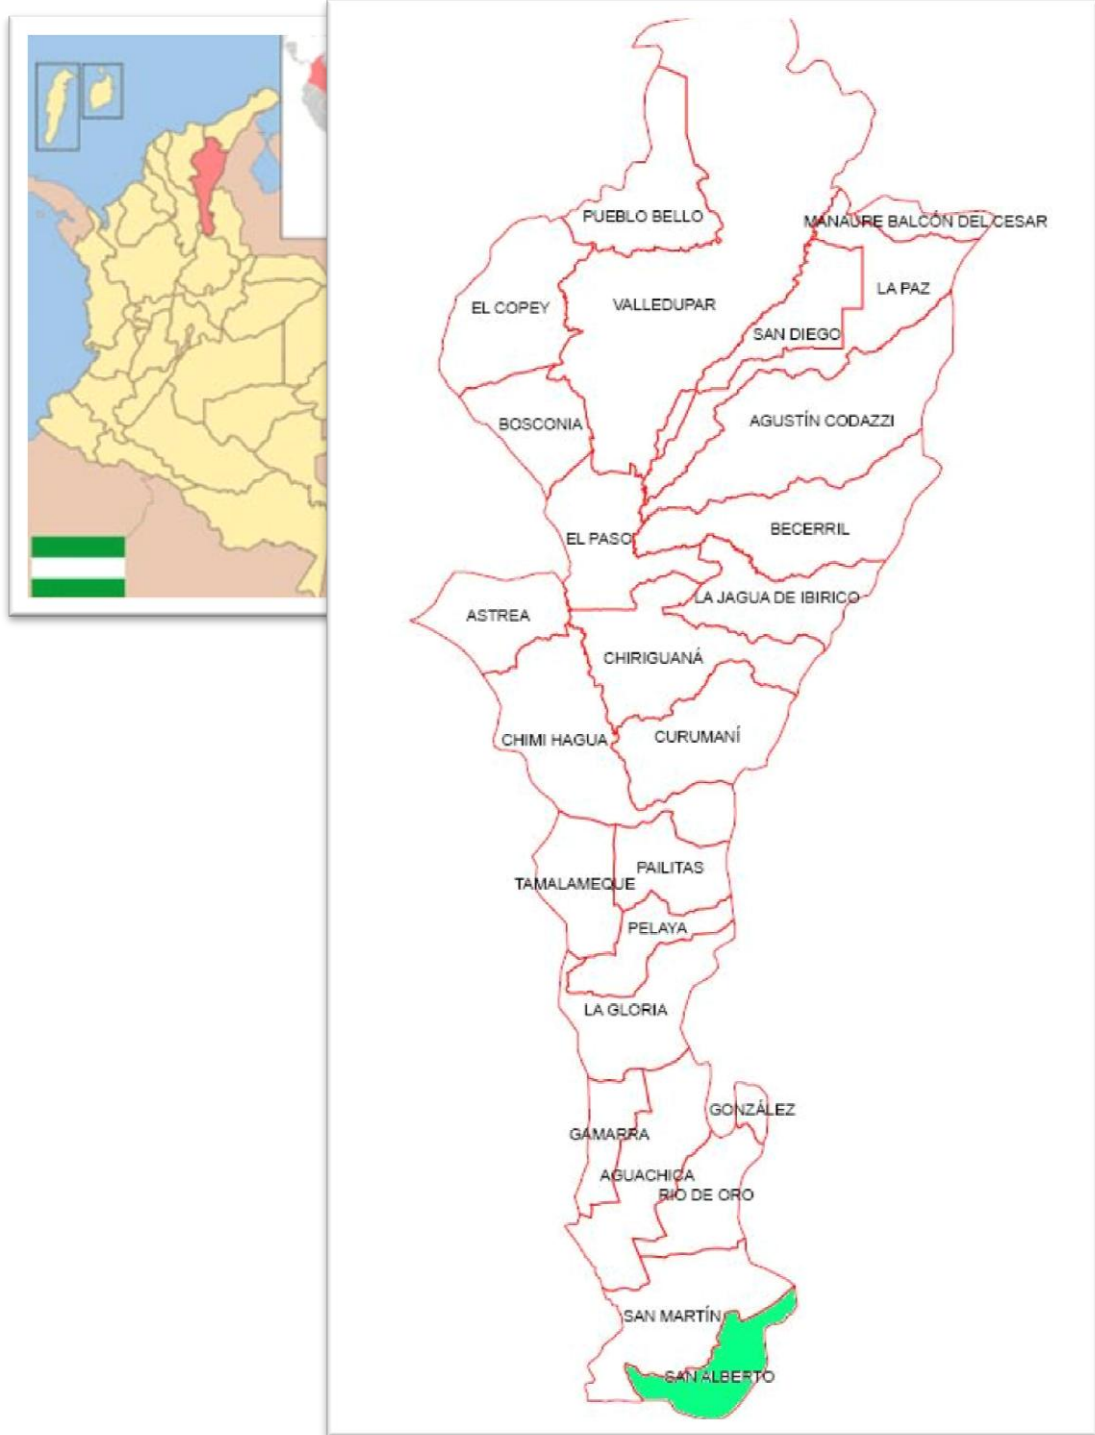 PUEBLO BELLO
MANAURE BALCÓN DEL CESAR
LA PAZ
EL COPEY
VALLEDUPAR
SAN DIEGO
BOSCONIA
AGUSTÍN CODAZZI
EL PASO
BECERRIL
ASTREA
LA JAGUA DE IBIRICO
CHIRIGUANÁ
CHIMI HAGUA
CURUMANÍ
TAMALAMEQUE
PAILITAS
PELAYA
LA GLORIA
GONZÁLEZ
GAMARRA
AGUACHICA
RIO DE ORO
SAN MARTÍN
SAN ALBERTO